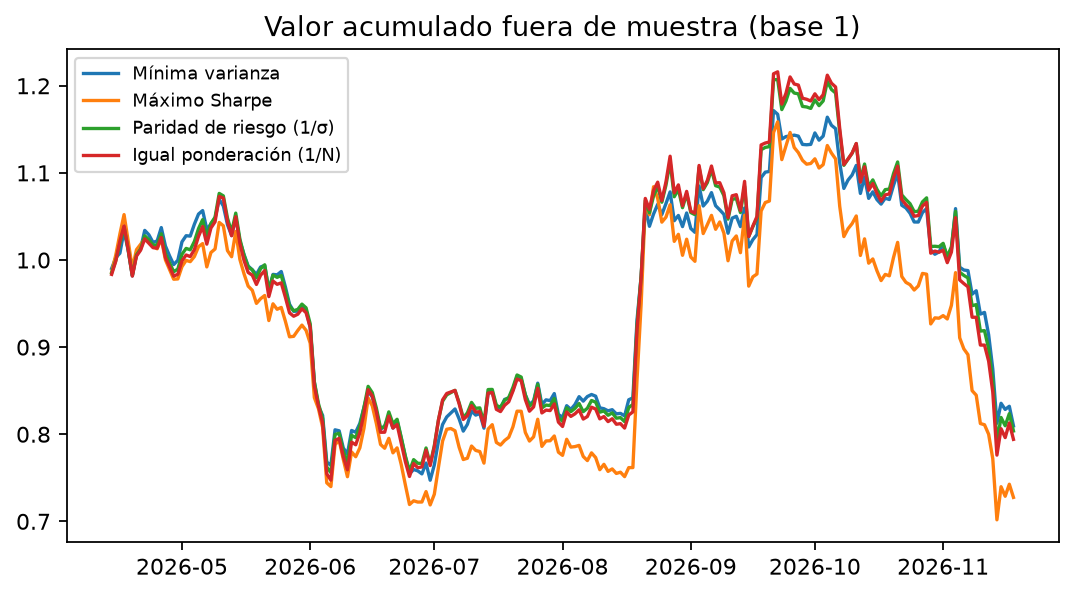 Valor acumulado fuera de muestra (base 1)
Mínima varianza
Máximo Sharpe
Paridad de riesgo (1/σ)
Igual ponderación (1/N)
1.2
1.1
1.0
0.9
0.8
0.7
2026-05 2026-06 2026-07 2026-08 2026-09 2026-10 2026-11